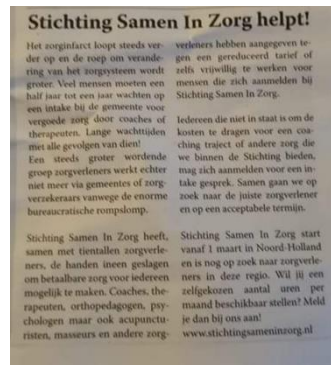 Stichting Samen In Zorg helpt!
Het zorginfarct loopt steeds ver-
der op en de roep om verande-
ring van het zorgsysteem wordt
groter. Veel mensen moeten een
half jaar tot een jaar wachten op
een intake bij de gemeente voor
vergoede zorg door coaches of
therapeuten. Lange wachttijden
met alle gevolgen van dien!
Een steeds groter wordende
groep zorgverleners werkt echter
niet meer via gemeentes of zorg-
verzekeraars vanwege de enorme
bureaucratische rompslomp.
Stichting Samen In Zorg heeft,
samen met tientallen zorgverle-
ners, de handen ineen geslagen
om betaalbare zorg voor iedereen
mogelijk te maken. Coaches, the-
rapeuten, orthopedagogen, psy-
chologen maar ook acupunctu-
risten, masseurs en andere zorg-
verleners hebben aangegeven te-
gen een gereduceerd tarief of
zelfs vrijwillig te werken voor
mensen die zich aanmelden bij
Stichting Samen In Zorg.
Iedereen die niet in staat is om de
kosten te dragen voor een coa-
ching traject of andere zorg die
we binnen de Stichting bieden,
mag zich aanmelden voor een in-
take gesprek. Samen gaan we op
zoek naar de juiste zorgverlener
en op een acceptabele termijn.
Stichting Samen In Zorg start
vanaf 1 maart in Noord-Holland
en is nog op zoek naar zorgverle-
ners in deze regio. Wil jij een
zelfgekozen aantal uren per
maand beschikbaar stellen? Meld
je dan bij ons aan!
www.stichtingsameninzorg.nl